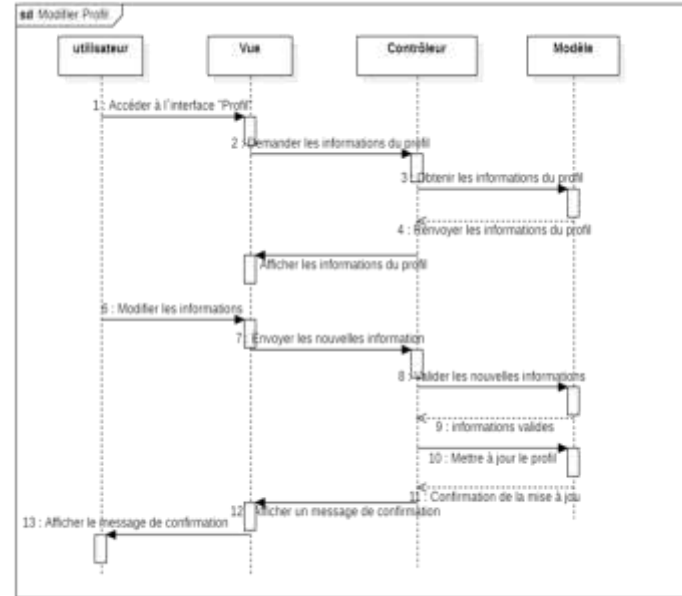 sd Modifier Profil
utilisateur
Vue
Contrôleur
Modèle
1 : Accéder à l'interface "Profil"
2 : Demander les informations du profil
3 : Obtenir les informations du profil
4 : Renvoyer les informations du profil
Afficher les informations du profil
6 : Modifier les informations
7 : Envoyer les nouvelles information
8 : Valider les nouvelles informations
9 : informations valides
10 : Mettre à jour le profil
11 : Confirmation de la mise à jou
12 : Afficher un message de confirmation
13 : Afficher le message de confirmation